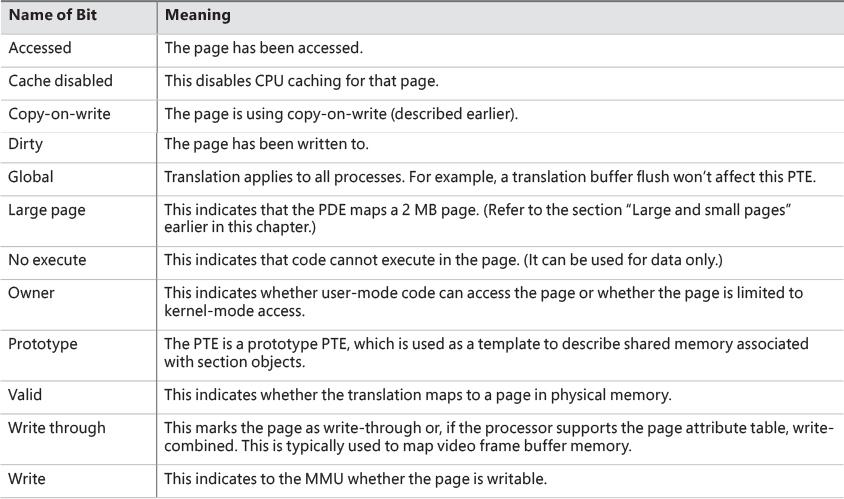 Name of Bit Meaning
Accessed The page has been accessed.
Cache disabled This disables CPU caching for that page.
Copy-on-write The page is using copy-on-write (described earlier).
Dirty The page has been written to.
Global Translation applies to all processes. For example, a translation buffer flush won't affect this PTE.
Large page This indicates that the PDE maps a 2 MB page. (Refer to the section "Large and small pages"
earlier in this chapter.)
No execute This indicates that code cannot execute in the page. (It can be used for data only.)
Owner This indicates whether user-mode code can access the page or whether the page is limited to
kernel-mode access.
Prototype The PTE is a prototype PTE, which is used as a template to describe shared memory associated
with section objects.
Valid This indicates whether the translation maps to a page in physical memory.
Write through This marks the page as write-through or, if the processor supports the page attribute table, write-
combined. This is typically used to map video frame buffer memory.
Write This indicates to the MMU whether the page is writable.